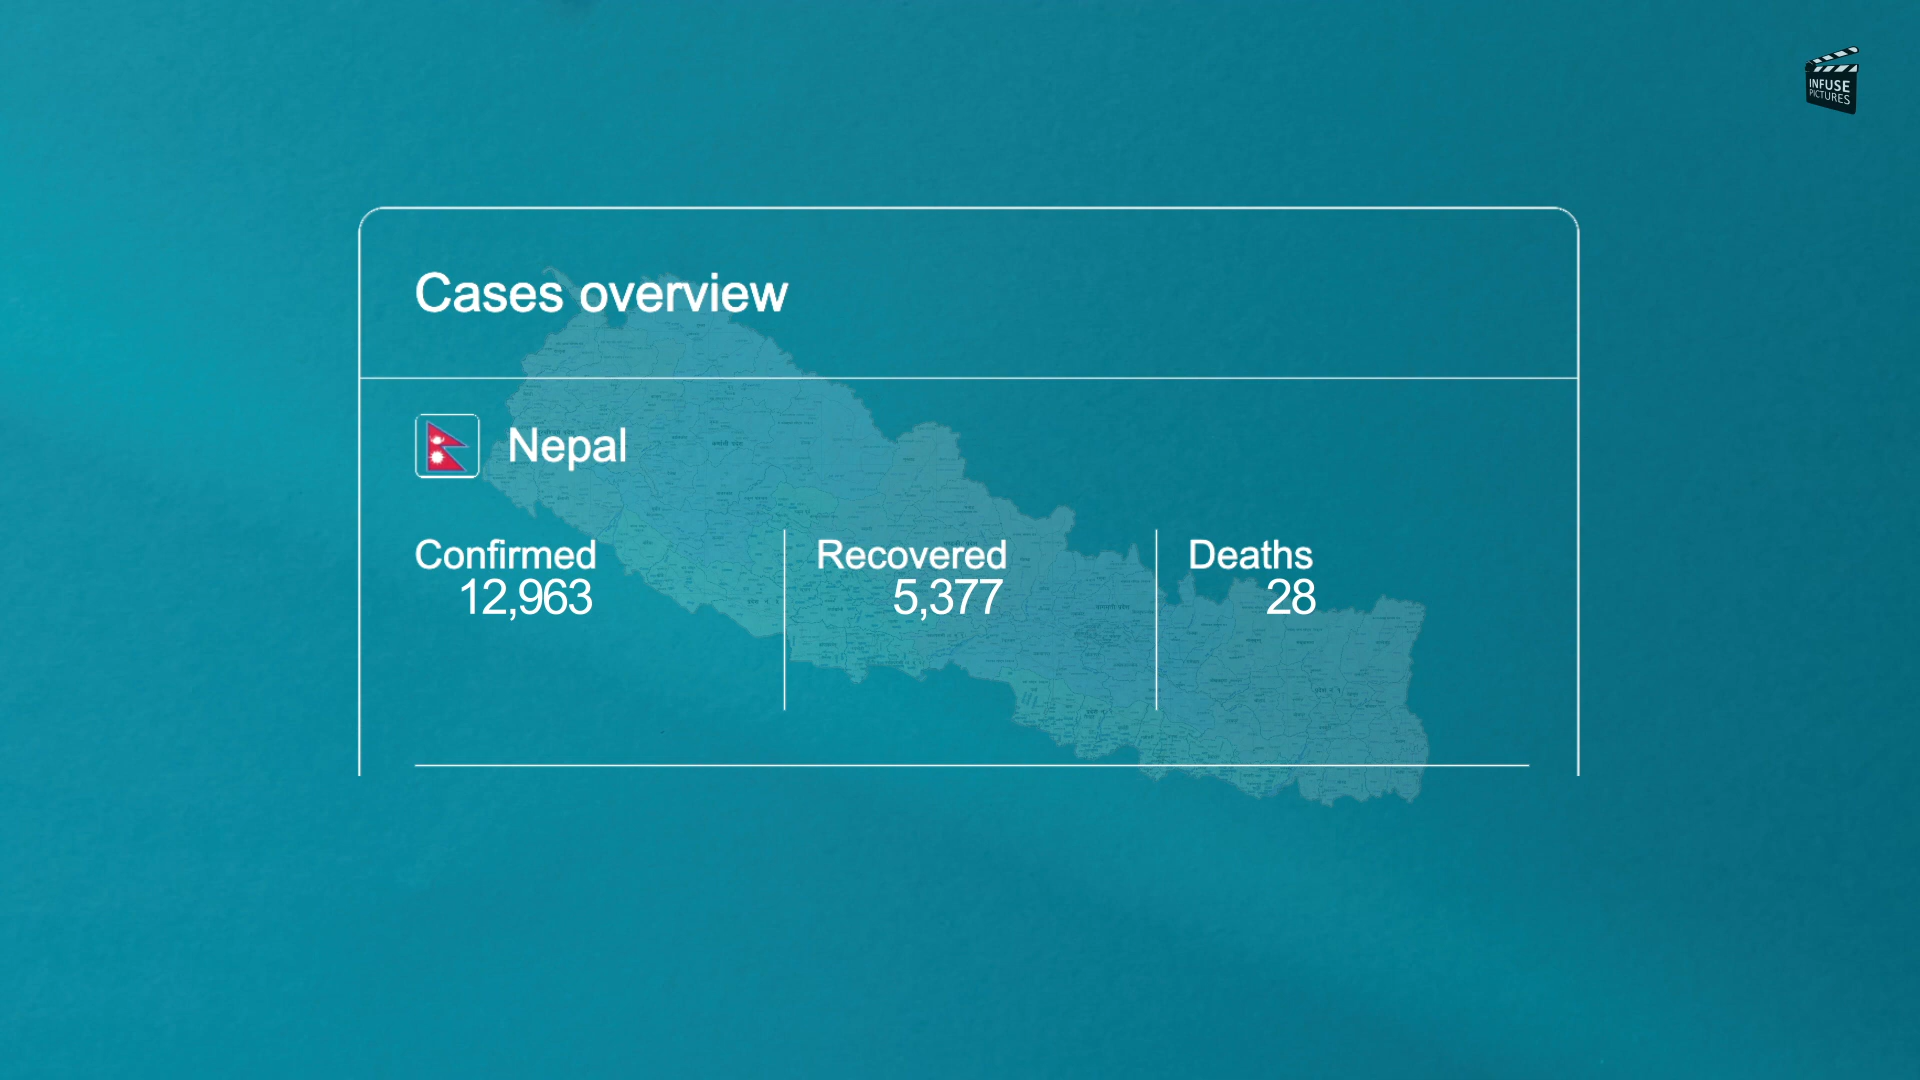 INFUSE
PICTURES
Cases overview
Nepal
Confirmed
12,963
Recovered
5,377
Deaths
28